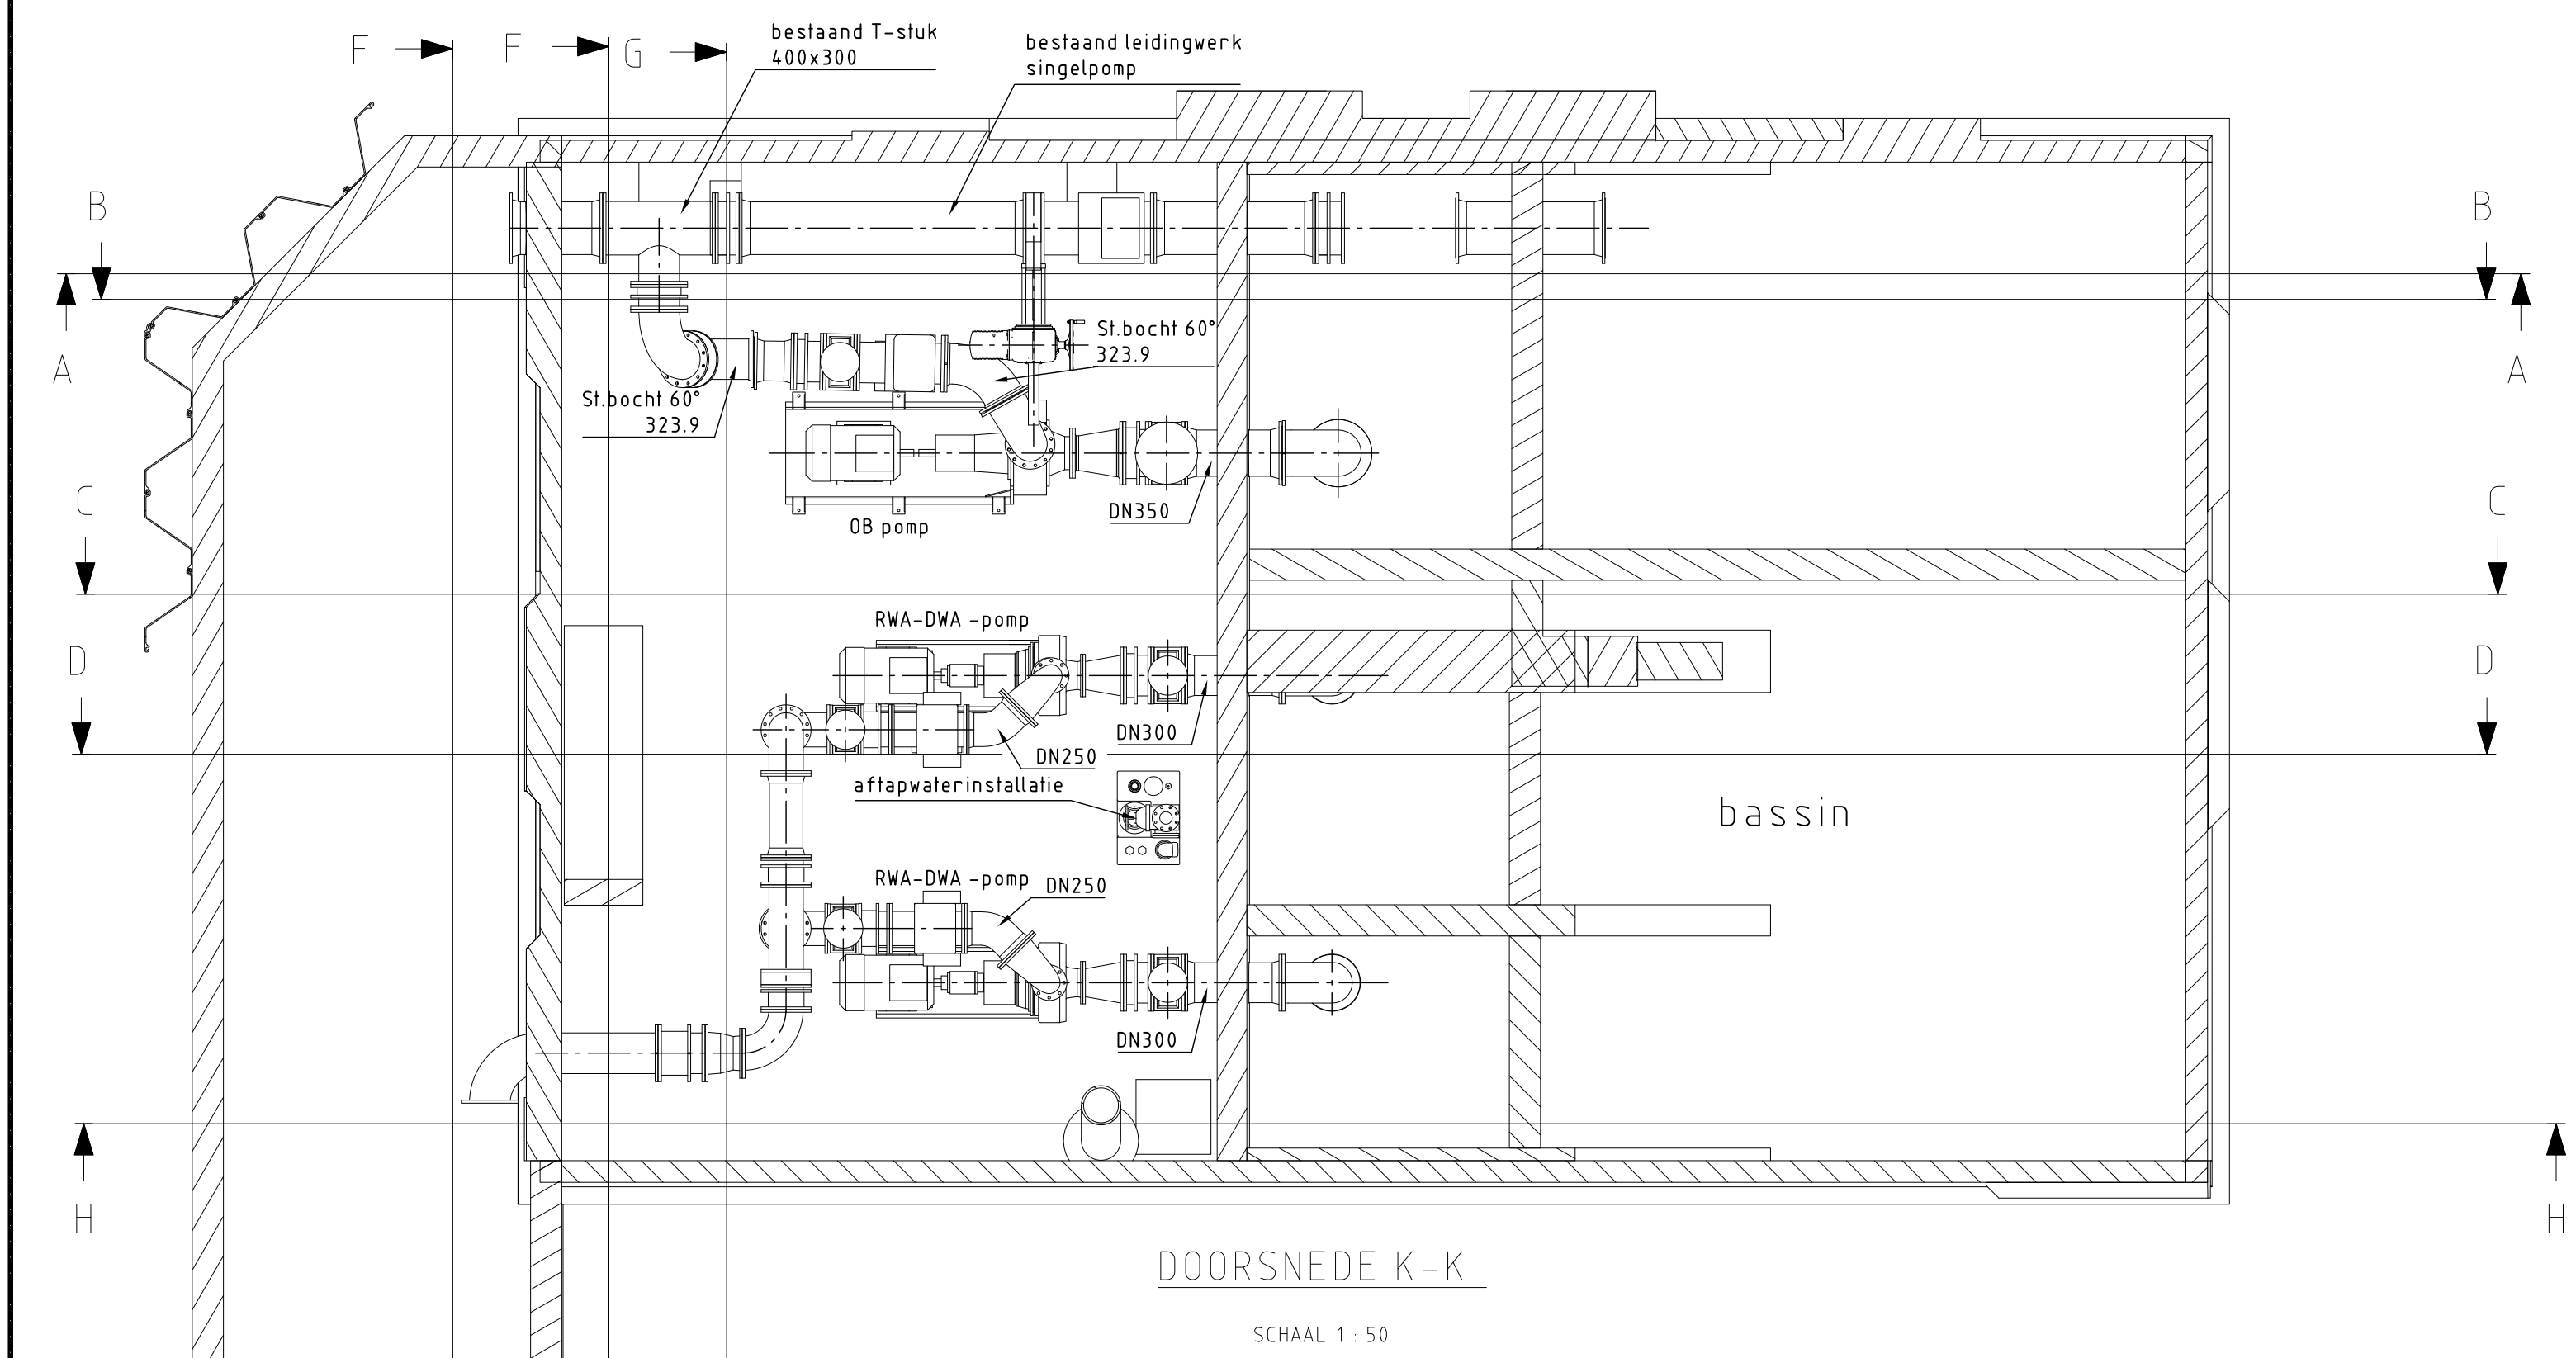 E
F
G
bestaand T-stuk
400x300
bestaand leidingwerk
singelpomp
B
B
A
A
St.bocht 60°
323.9
St.bocht 60°
323.9
C
C
DN350
OB pomp
D
D
RWA-DWA -pomp
DN300
DN250
aftapwaterinstallatie
bassin
RWA-DWA -pomp
DN250
DN300
H
H
DOORSNEDE K-K
SCHAAL 1 : 50